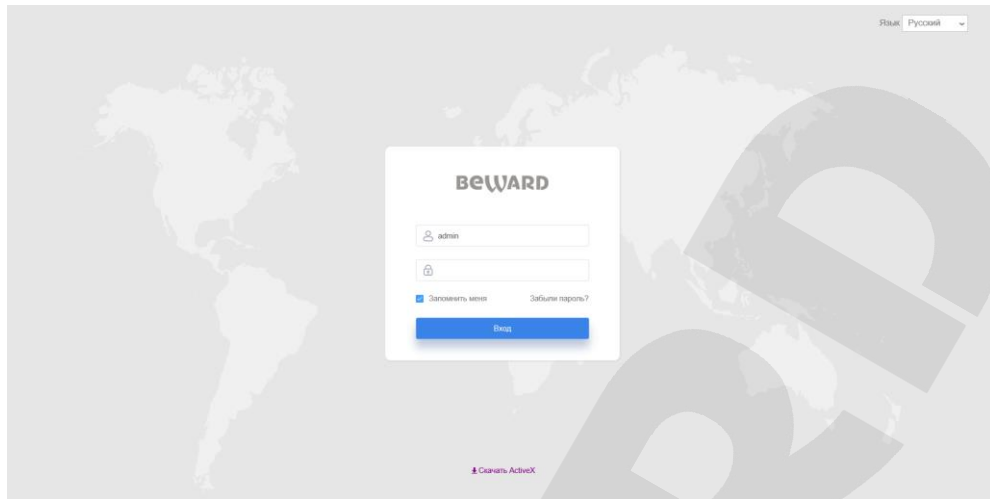 Язык Русский
BEWARD
admin
Запомнить меня Забыли пароль?
Вход
Скачать ActiveX